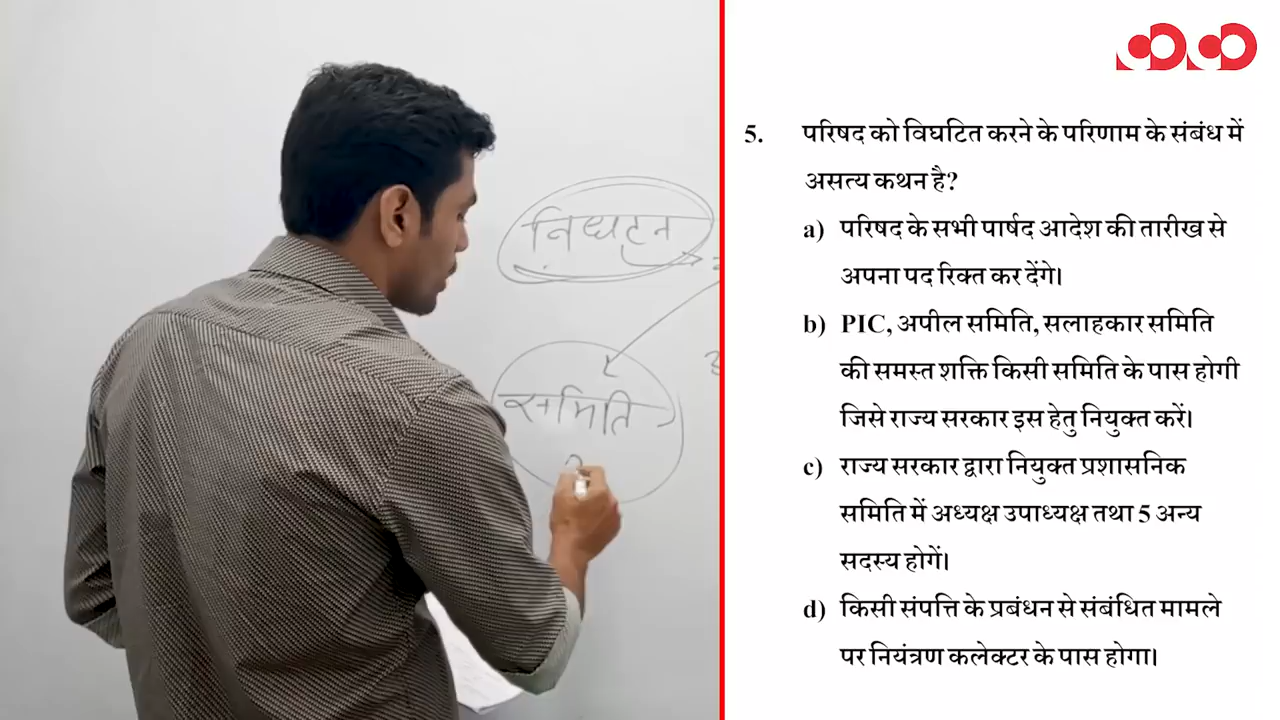 5. परिषद को विघटित करने के परिणाम के संबंध में
असत्य कथन है?
a) परिषद के सभी पार्षद आदेश की तारीख से
अपना पद रिक्त कर देंगे।
b) PIC, अपील समिति, सलाहकार समिति
की समस्त शक्ति किसी समिति के पास होगी
जिसे राज्य सरकार इस हेतु नियुक्त करें।
c) राज्य सरकार द्वारा नियुक्त प्रशासनिक
समिति में अध्यक्ष उपाध्यक्ष तथा 5 अन्य
सदस्य होगें।
d) किसी संपत्ति के प्रबंधन से संबंधित मामले
पर नियंत्रण कलेक्टर के पास होगा।
विघटन
समिति